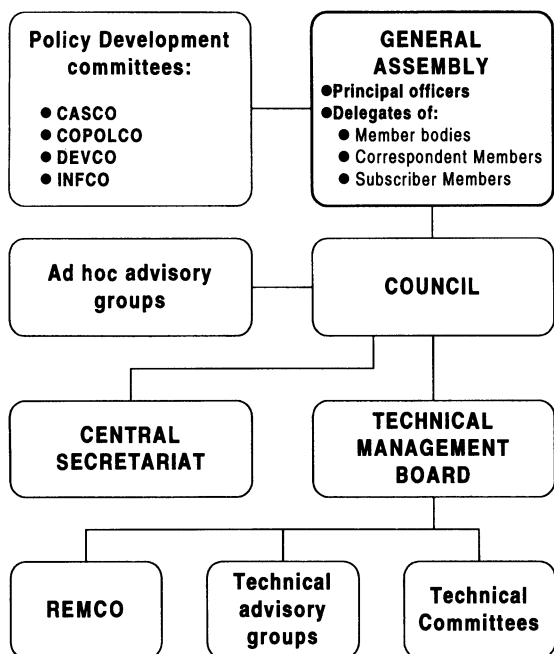 Policy Development
committees:
● CASCO
● COPOLCO
● DEVCO
● INFCO
GENERAL
ASSEMBLY
●Principal officers
●Delegates of:
● Member bodies
● Correspondent Members
● Subscriber Members
Ad hoc advisory
groups
COUNCIL
CENTRAL
SECRETARIAT
TECHNICAL
MANAGEMENT
BOARD
REMCO
Technical
advisory
groups
Technical
Committees